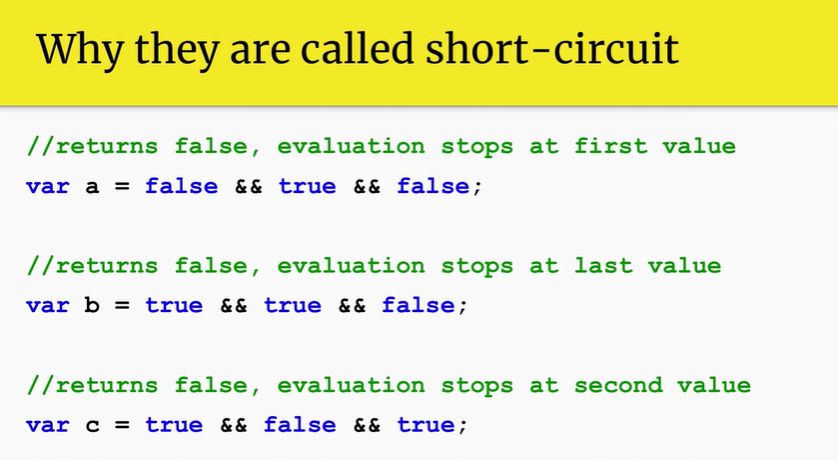 Why they are called short-circuit
//returns false, evaluation stops at first value
var a = false && true && false;
//returns false, evaluation stops at last value
var b = true && true && false;
//returns false, evaluation stops at second value
var c = true && false && true;